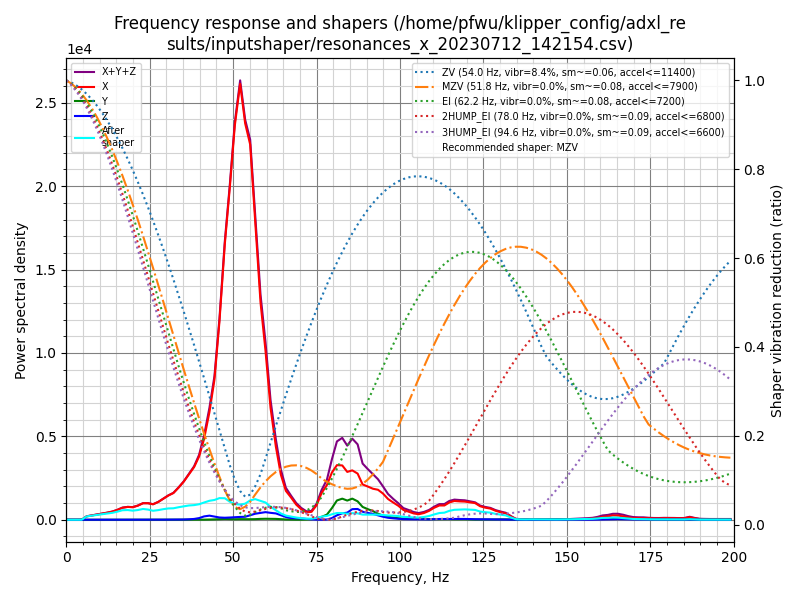 Frequency response and shapers (/home/pfwu/klipper_config/adxl_re
sults/inputshaper/resonances_x_20230712_142154.csv)
1e4
X+Y+Z
X
Y
Z
After
shaper
ZV (54.0 Hz, vibr=8.4%, sm~=0.06, accel<=11400)
MZV (51.8 Hz, vibr=0.0%, sm~=0.08, accel<=7900)
EI (62.2 Hz, vibr=0.0%, sm~=0.08, accel<=7200)
2HUMP_EI (78.0 Hz, vibr=0.0%, sm~=0.09, accel<=6800)
3HUMP_EI (94.6 Hz, vibr=0.0%, sm~=0.09, accel<=6600)
Recommended shaper: MZV
Power spectral density
2.5
2.0
1.5
1.0
0.5
0.0
1.0
0.8
0.6
0.4
0.2
0.0
Shaper vibration reduction (ratio)
0 25 50 75 100 125 150 175 200
Frequency, Hz